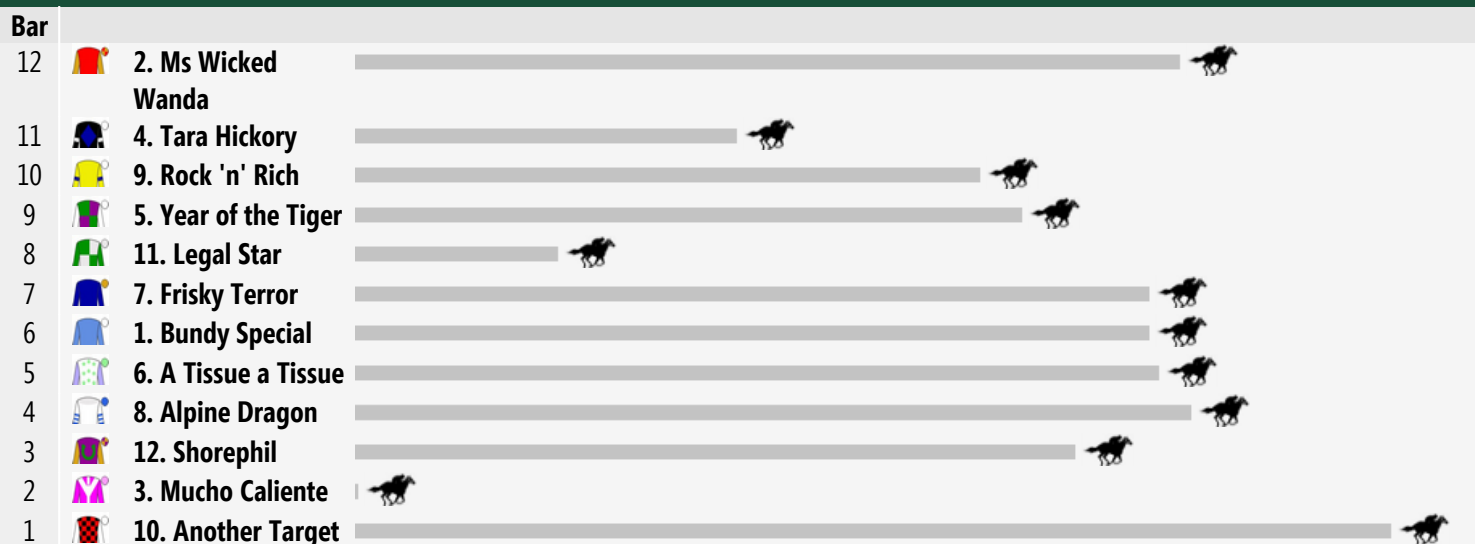 Bar
12 2. Ms Wicked
Wanda
11 4. Tara Hickory
10 9. Rock 'n' Rich
9 5. Year of the Tiger
8 11. Legal Star
7 7. Frisky Terror
6 1. Bundy Special
5 6. A Tissue a Tissue
4 8. Alpine Dragon
3 12. Shorephil
2 3. Mucho Caliente
1 10. Another Target